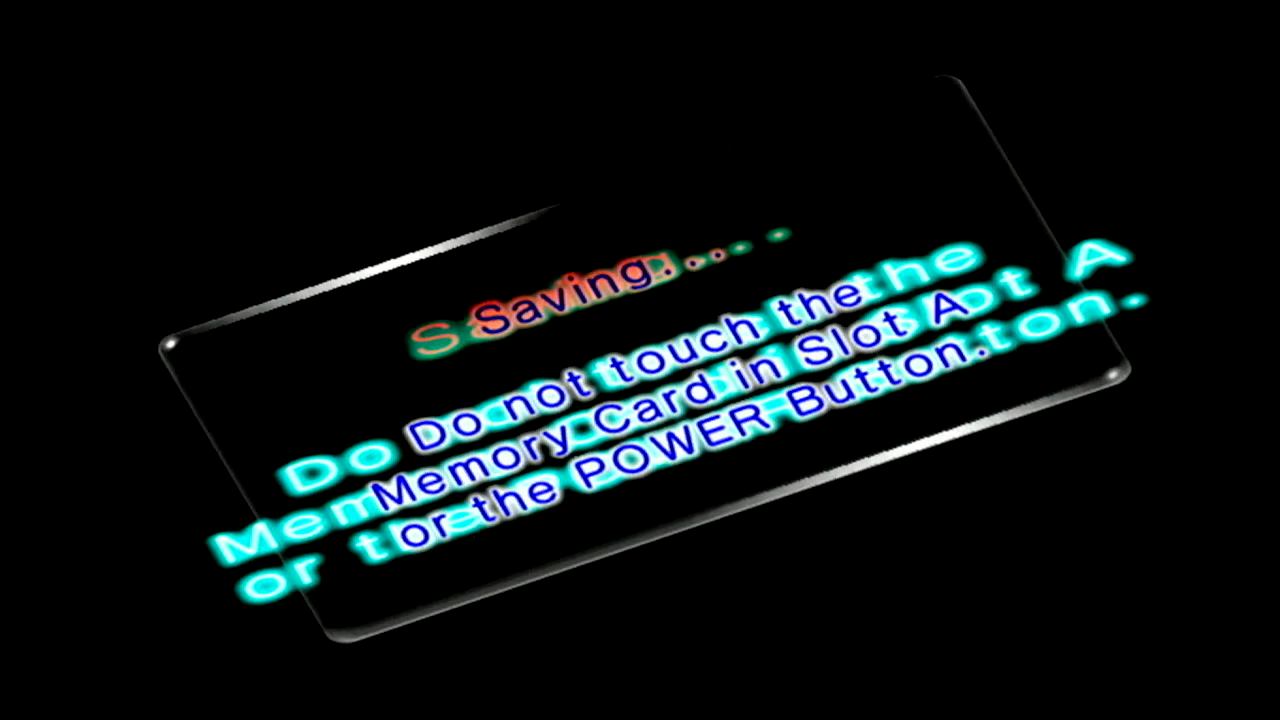 Saving. . .
Do not touch the
Memory Card in Slot A
or the POWER Button.